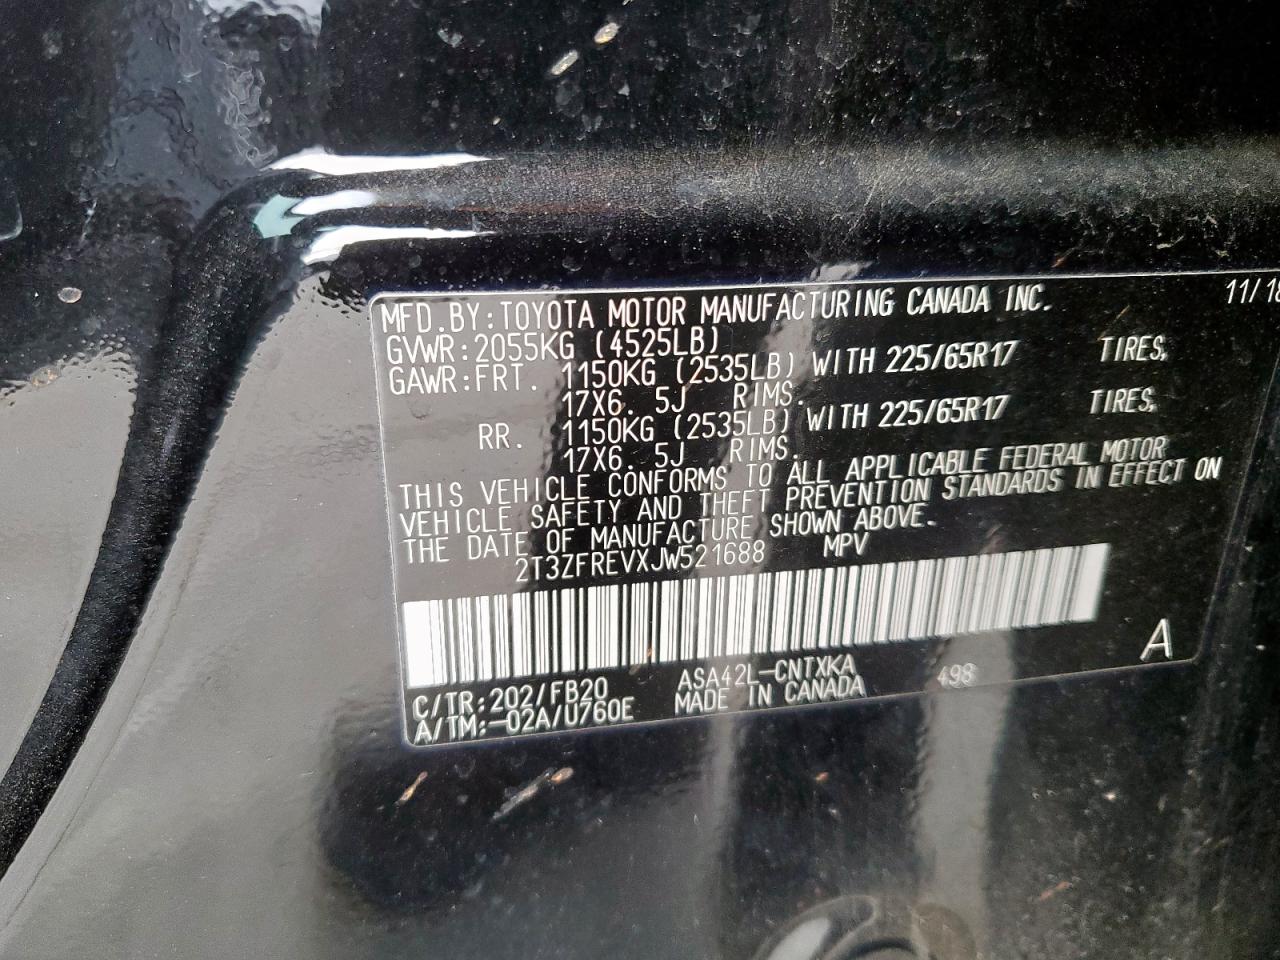 MFD.BY:TOYOTA MOTOR MANUFACTURING CANADA INC. 11/18
GVWR:2055KG (4525LB)
GAWR:FRT. 1150KG (2535LB) WITH 225/65R17 TIRES,
17X6.5J RIMS.
RR. 1150KG (2535LB) WITH 225/65R17 TIRES,
17X6.5J RIMS.
THIS VEHICLE CONFORMS TO ALL APPLICABLE FEDERAL MOTOR
VEHICLE SAFETY AND THEFT PREVENTION STANDARDS IN EFFECT ON
THE DATE OF MANUFACTURE SHOWN ABOVE.
2T3ZFREVXJW521688 MPV
A
C/TR:202/FB20 ASA42L-CNTXKA 498
A/TM:-02A/U760E MADE IN CANADA